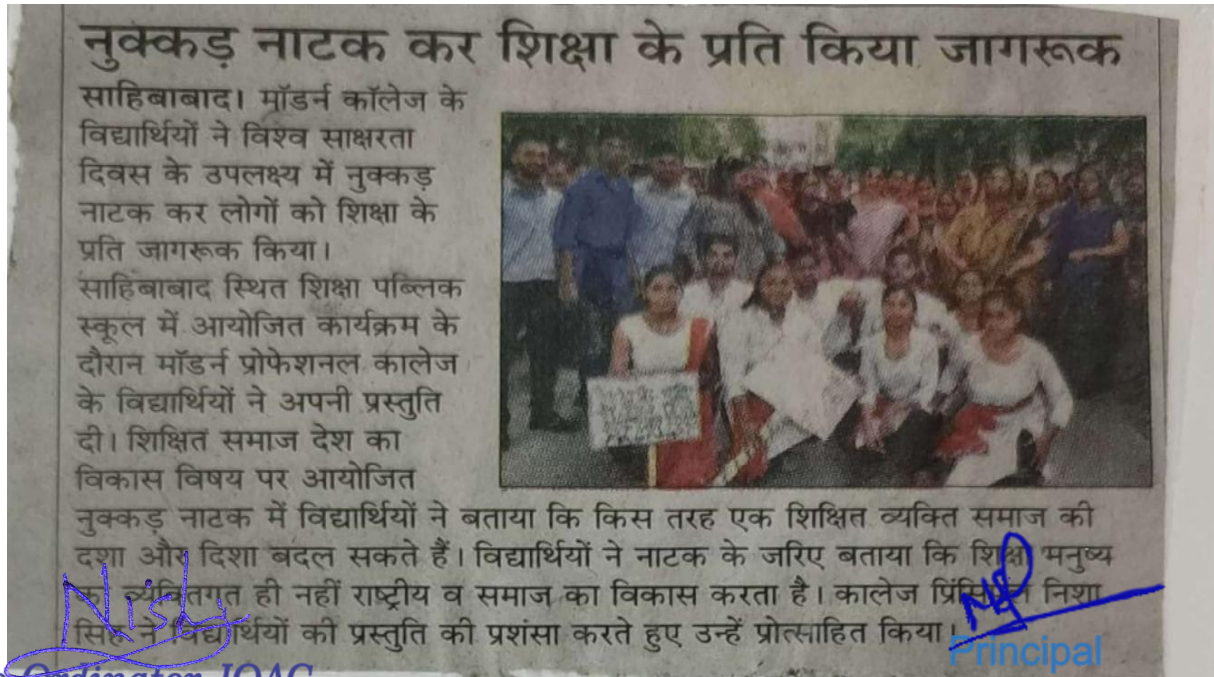 नुक्कड़ नाटक कर शिक्षा के प्रति किया जागरूक
साहिबाबाद। मॉडर्न कॉलेज के
विद्यार्थियों ने विश्व साक्षरता
दिवस के उपलक्ष्य में नुक्कड़
नाटक कर लोगों को शिक्षा के
प्रति जागरूक किया।
साहिबाबाद स्थित शिक्षा पब्लिक
स्कूल में आयोजित कार्यक्रम के
दौरान मॉडर्न प्रोफेशनल कालेज
के विद्यार्थियों ने अपनी प्रस्तुति
दी। शिक्षित समाज देश का
विकास विषय पर आयोजित
नुक्कड़ नाटक में विद्यार्थियों ने बताया कि किस तरह एक शिक्षित व्यक्ति समाज की
दशा और दिशा बदल सकते हैं। विद्यार्थियों ने नाटक के जरिए बताया कि शिक्षा मनुष्य
का व्यक्तिगत ही नहीं राष्ट्रीय व समाज का विकास करता है। कालेज प्रिंसिपल निशा
सिंह ने विद्यार्थियों की प्रस्तुति की प्रशंसा करते हुए उन्हें प्रोत्साहित किया।
Principal
Ordinator IQAC